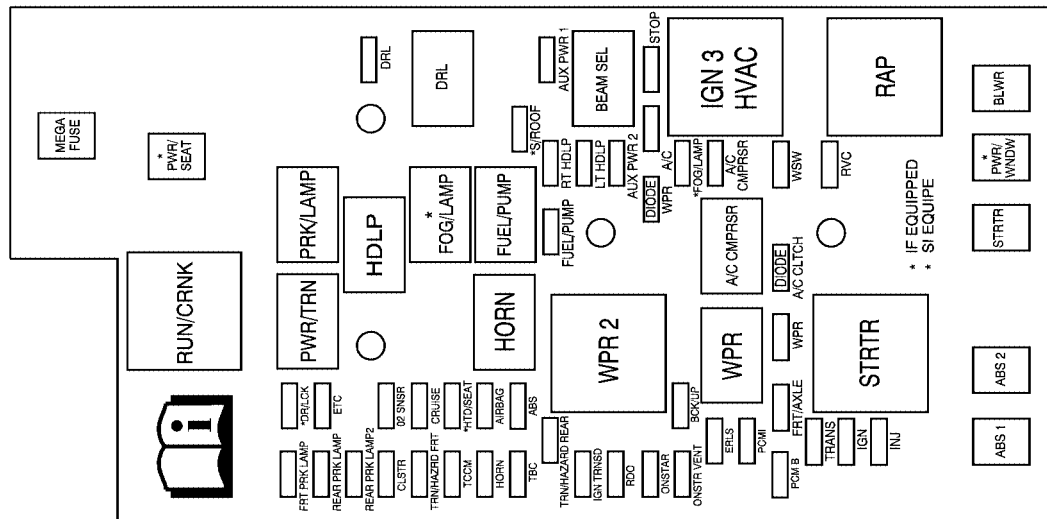 MEGA
FUSE
*
PWR/
SEAT
RUN/CRNK
DRL
DRL
PRK/LAMP
PWR/TRN
HDLP
*
FOG/LAMP
FUEL/PUMP
HORN
*DR/LCK
ETC
02 SNSR
CRUISE
*HTD/SEAT
AIRBAG
ABS
FRT PRK LAMP
REAR PRK LAMP
REAR PRK LAMP2
CLSTR
TRN/HAZRD FRT
TCCM
HORN
TBC
AUX PWR 1
*S/ROOF
BEAM SEL
STOP
RT HDLP
LT HDLP
AUX PWR 2
FUEL/PUMP
DIODE
WPR
A/C
*FOG/LAMP
A/C
CMPRSR
IGN 3
HVAC
WPR 2
TRN/HAZARD REAR
IGN TRNSD
RDO
ONSTAR
ONSTR VENT
BCK/UP
ERLS
PCMI
WPR
A/C CMPRSR
DIODE
A/C CLTCH
WSW
WPR
FRT/AXLE
PCM B
TRANS
IGN
INJ
RAP
RVC
STRTR
* IF EQUIPPED
* SI EQUIPE
BLWR
*
PWR/
WNDW
STRTR
ABS 2
ABS 1